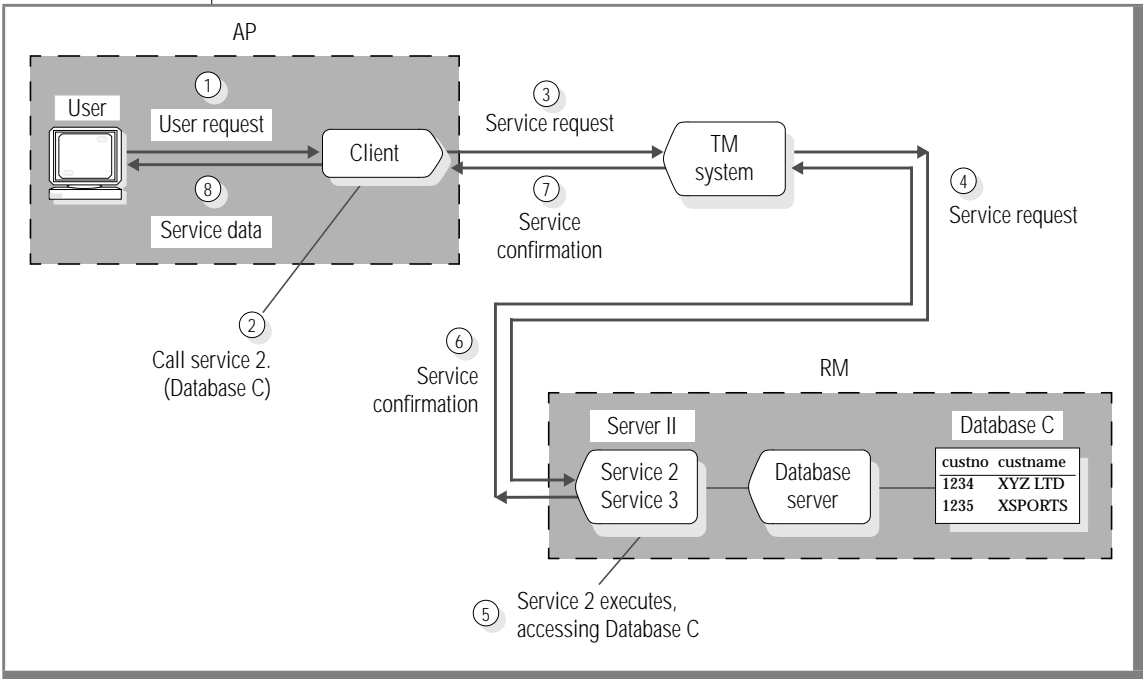 AP
1
User
User request
3
Service request
Client
TM
system
8
Service data
7
Service
confirmation
4
Service request
2
Call service 2.
(Database C)
6
Service
confirmation
RM
Server II
Database C
Service 2
Service 3
Database
server
custno custname
1234 XYZ LTD
1235 XSPORTS
5
Service 2 executes,
accessing Database C